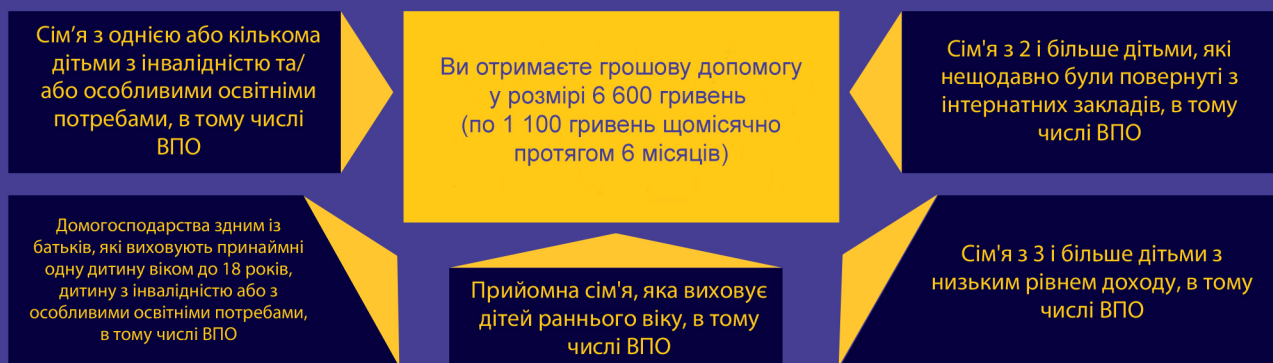 Сім'я з однією або кількома
дітьми з інвалідністю та/
або особливими освітніми
потребами, в тому числі
ВПО
Ви отримаєте грошову допомогу
у розмірі 6 600 гривень
(по 1 100 гривень щомісячно
протягом 6 місяців)
Сім'я з 2 і більше дітьми, які
нещодавно були повернуті з
інтернатних закладів, в тому
числі ВПО
Домогосподарства здним із
батьків, які виховують принаймні
одну дитину віком до 18 років,
дитину з інвалідністю або з
особливими освітніми потребами,
в тому числі ВПО
Прийомна сім'я, яка виховує
дітей раннього віку, в тому
числі ВПО
Сім'я з 3 і більше дітьми з
низьким рівнем доходу, в тому
числі ВПО